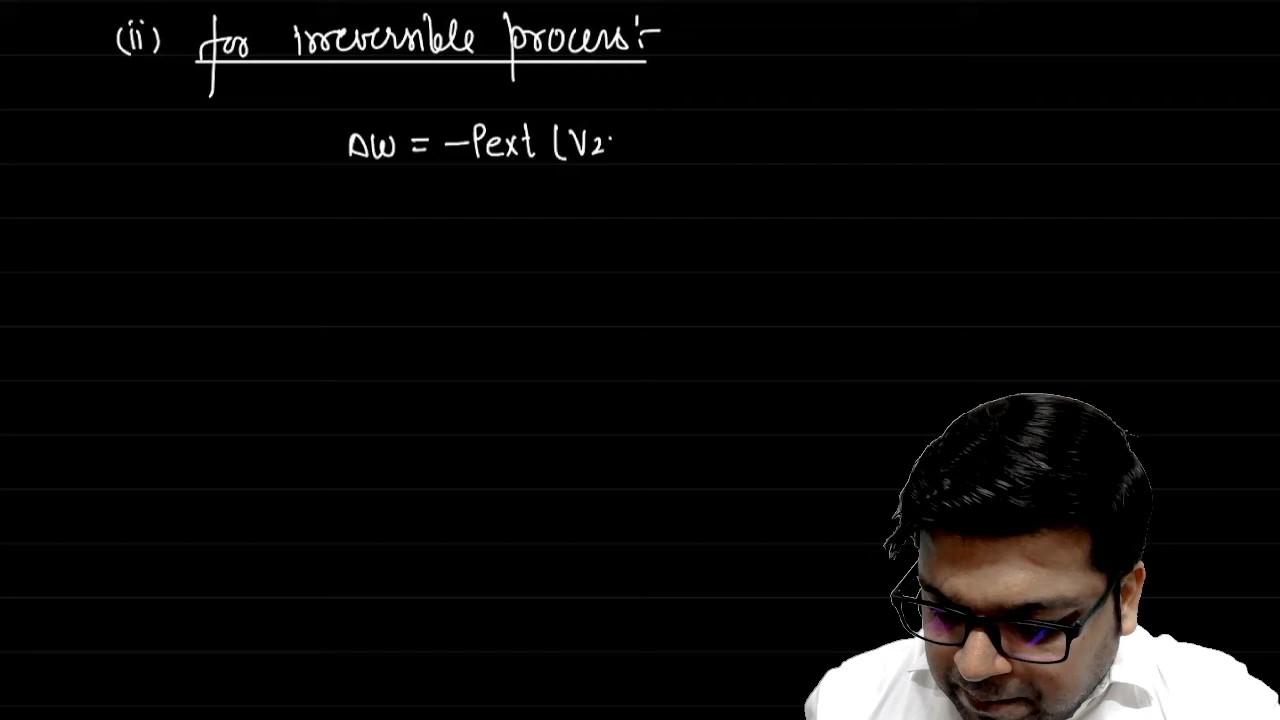 (ii) for irreversible process:-
ΔW = -Pext (V2-